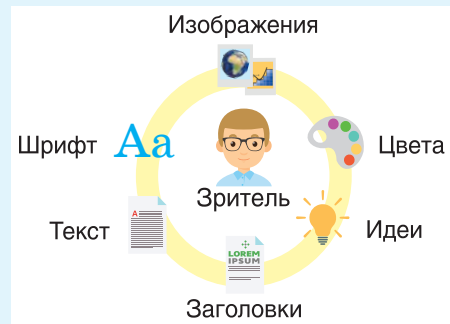 Изображения
Шрифт
Aa
Цвета
Зритель
Текст
A
LOREM
IPSUM
Идеи
Заголовки